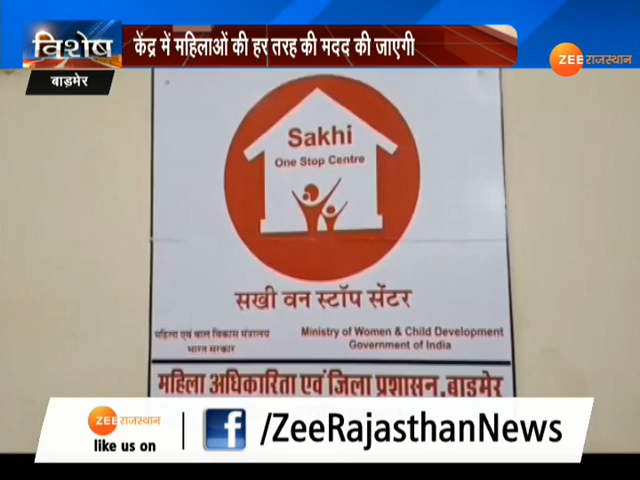 विशेष
केंद्र में महिलाओं की हर तरह की मदद की जाएगी
बाड़मेर
ZEE राजस्थान
Sakhi
One Stop Centre
सखी वन स्टॉप सेंटर
महिला एवं बाल विकास मंत्रालय
भारत सरकार
Ministry of Women & Child Development
Government of India
महिला अधिकारिता एवं जिला प्रशासन, बाड़मेर
ZEE राजस्थान
like us on
/ZeeRajasthanNews